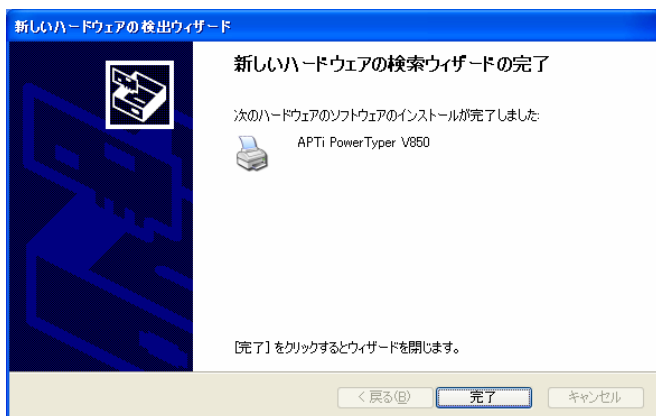 新しいハードウェアの検出ウィザード
新しいハードウェアの検索ウィザードの完了
次のハードウェアのソフトウェアのインストールが完了しました:
APTi PowerTyper V850
[完了] をクリックするとウィザードを閉じます。
< 戻る(B)
完了
キャンセル